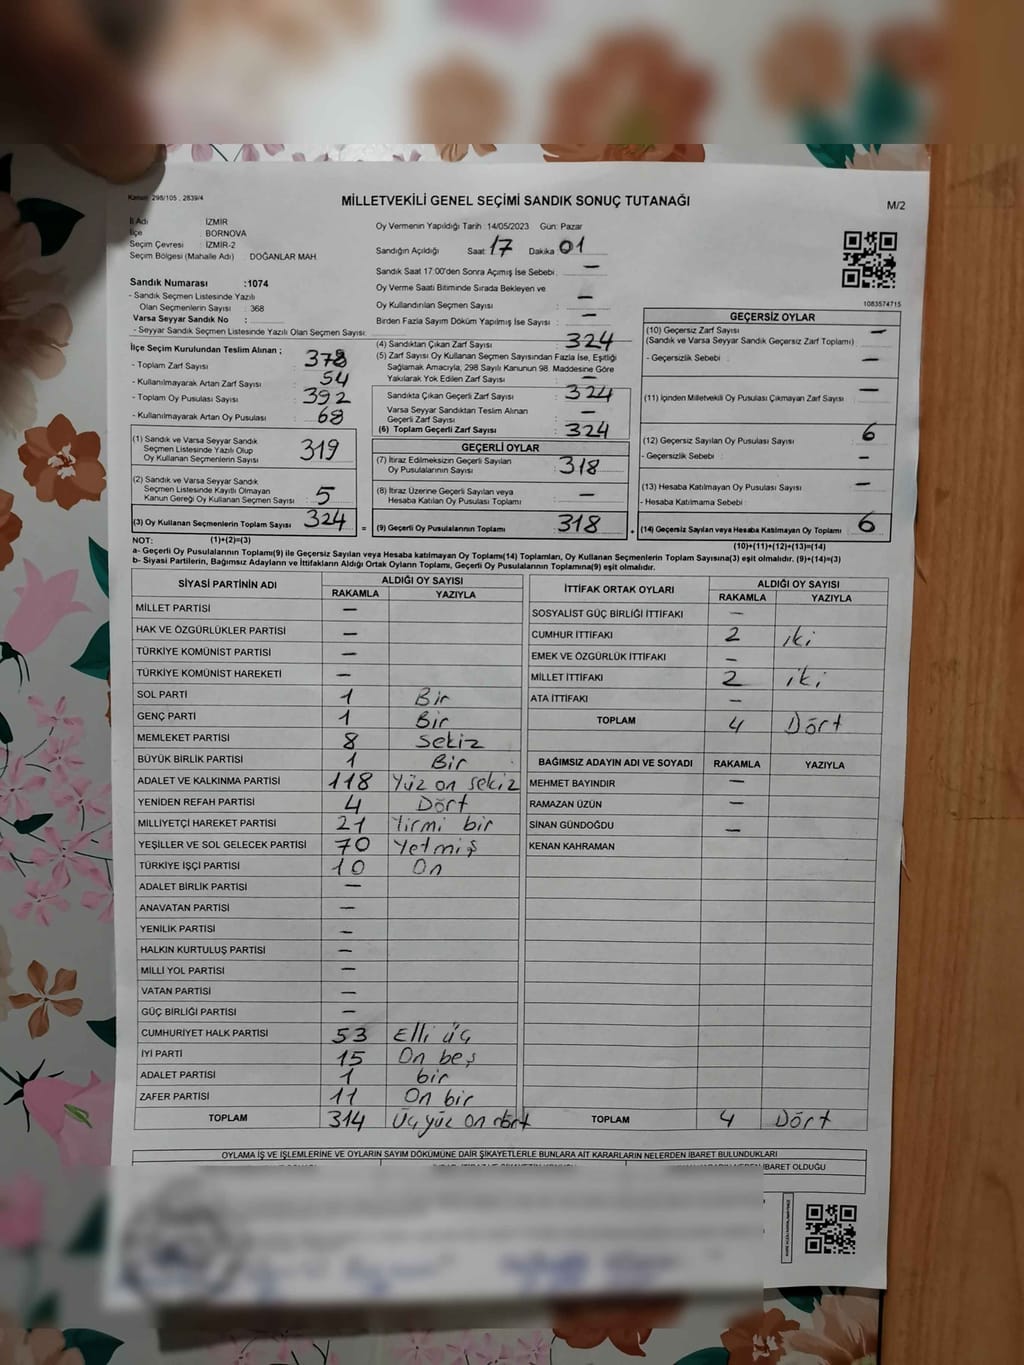 Kanun: 298/105 , 2839/4
MİLLETVEKİLİ GENEL SEÇİMİ SANDIK SONUÇ TUTANAĞI
M/2
İl Adı : İZMİR
İlçe : BORNOVA
Seçim Çevresi : İZMİR-2
Seçim Bölgesi (Mahalle Adı) : DOĞANLAR MAH.
Oy Vermenin Yapıldığı Tarih :14/05/2023 Gün: Pazar
Sandığın Açıldığı Saat: 17 Dakika 01
Sandık Saat 17:00'den Sonra Açımış İse Sebebi : —
Oy Verme Saati Bitiminde Sırada Bekleyen ve
Oy Kullandırılan Seçmen Sayısı : —
Birden Fazla Sayım Döküm Yapılmış İse Sayısı : —
1083574715
Sandık Numarası :1074
- Sandık Seçmen Listesinde Yazılı
Olan Seçmenlerin Sayısı : 368
Varsa Seyyar Sandık No :
- Seyyar Sandık Seçmen Listesinde Yazılı Olan Seçmen Sayısı:
İlçe Seçim Kurulundan Teslim Alınan ;
- Toplam Zarf Sayısı : 378
- Kullanılmayarak Artan Zarf Sayısı : 54
- Toplam Oy Pusulası Sayısı : 392
- Kullanılmayarak Artan Oy Pusulası : 68
(1) Sandık ve Varsa Seyyar Sandık
Seçmen Listesinde Yazılı Olup
Oy Kullanan Seçmenlerin Sayısı : 319
(2) Sandık ve Varsa Seyyar Sandık
Seçmen Listesinde Kayıtlı Olmayan
Kanun Gereği Oy Kullanan Seçmen Sayısı : 5
(3) Oy Kullanan Seçmenlerin Toplam Sayısı : 324 =
(4) Sandıktan Çıkan Zarf Sayısı : 324
(5) Zarf Sayısı Oy Kullanan Seçmen Sayısından Fazla İse, Eşitliği
Sağlamak Amacıyla, 298 Sayılı Kanunun 98. Maddesine Göre
Yakılarak Yok Edilen Zarf Sayısı : —
Sandıkta Çıkan Geçerli Zarf Sayısı : 324
Varsa Seyyar Sandıktan Teslim Alınan
Geçerli Zarf Sayısı : —
(6) Toplam Geçerli Zarf Sayısı : 324
GEÇERLİ OYLAR
(7) İtiraz Edilmeksizin Geçerli Sayılan
Oy Pusulalarının Sayısı : 318
(8) İtiraz Üzerine Geçerli Sayılan veya
Hesaba Katılan Oy Pusulası Toplamı : —
(9) Geçerli Oy Pusulalarının Toplamı : 318 +
GEÇERSİZ OYLAR
(10) Geçersiz Zarf Sayısı : —
(Sandık ve Varsa Seyyar Sandık Geçersiz Zarf Toplamı)
- Geçersizlik Sebebi : —
(11) İçinden Milletvekili Oy Pusulası Çıkmayan Zarf Sayısı : —
(12) Geçersiz Sayılan Oy Pusulası Sayısı : 6
- Geçersizlik Sebebi : —
(13) Hesaba Katılmayan Oy Pusulası Sayısı : —
- Hesaba Katılmama Sebebi :
(14) Geçersiz Sayılan veya Hesaba Katılmayan Oy Toplamı : 6
NOT: (1)+(2)=(3)
(10)+(11)+(12)+(13)=(14)
a- Geçerli Oy Pusulalarının Toplamı(9) ile Geçersiz Sayılan veya Hesaba katılmayan Oy Toplamı(14) Toplamları, Oy Kullanan Seçmenlerin Toplam Sayısına(3) eşit olmalıdır. (9)+(14)=(3)
b- Siyasi Partilerin, Bağımsız Adayların ve İttifakların Aldığı Ortak Oyların Toplamı, Geçerli Oy Pusulalarının Toplamına(9) eşit olmalıdır.
SİYASİ PARTİNİN ADI ALDIĞI OY SAYISI
RAKAMLA YAZIYLA
MİLLET PARTİSİ —
HAK VE ÖZGÜRLÜKLER PARTİSİ —
TÜRKİYE KOMÜNİST PARTİSİ —
TÜRKİYE KOMÜNİST HAREKETİ —
SOL PARTİ 1 Bir
GENÇ PARTİ 1 Bir
MEMLEKET PARTİSİ 8 Sekiz
BÜYÜK BİRLİK PARTİSİ 1 Bir
ADALET VE KALKINMA PARTİSİ 118 Yüz on sekiz
YENİDEN REFAH PARTİSİ 4 Dört
MİLLİYETÇİ HAREKET PARTİSİ 21 Yirmi bir
YEŞİLLER VE SOL GELECEK PARTİSİ 70 Yetmiş
TÜRKİYE İŞÇİ PARTİSİ 10 On
ADALET BİRLİK PARTİSİ —
ANAVATAN PARTİSİ —
YENİLİK PARTİSİ —
HALKIN KURTULUŞ PARTİSİ —
MİLLİ YOL PARTİSİ —
VATAN PARTİSİ —
GÜÇ BİRLİĞİ PARTİSİ —
CUMHURİYET HALK PARTİSİ 53 Elli üç
İYİ PARTİ 15 On beş
ADALET PARTİSİ 1 bir
ZAFER PARTİSİ 11 On bir
TOPLAM 314 Üç yüz on dört
İTTİFAK ORTAK OYLARI ALDIĞI OY SAYISI
RAKAMLA YAZIYLA
SOSYALİST GÜÇ BİRLİĞİ İTTİFAKI —
CUMHUR İTTİFAKI 2 iki
EMEK VE ÖZGÜRLÜK İTTİFAKI —
MİLLET İTTİFAKI 2 iki
ATA İTTİFAKI —
TOPLAM 4 Dört
BAĞIMSIZ ADAYIN ADI VE SOYADI RAKAMLA YAZIYLA
MEHMET BAYINDIR —
RAMAZAN ÜZÜN —
SİNAN GÜNDOĞDU —
KENAN KAHRAMAN
TOPLAM 4 Dört
OYLAMA İŞ VE İŞLEMLERİNE VE OYLARIN SAYIM DÖKÜMÜNE DAİR ŞİKAYETLERLE BUNLARA AİT KARARLARIN NELERDEN İBARET BULUNDUKLARI
İBARET OLDUĞU